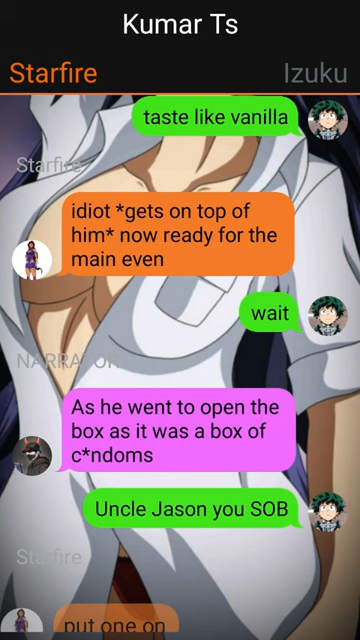 Kumar Ts
Starfire
Izuku
taste like vanilla
Starfire
idiot *gets on top of
him* now ready for the
main even
wait
NARRATOR
As he went to open the
box as it was a box of
c*ndoms
Uncle Jason you SOB
Starfire
put one on